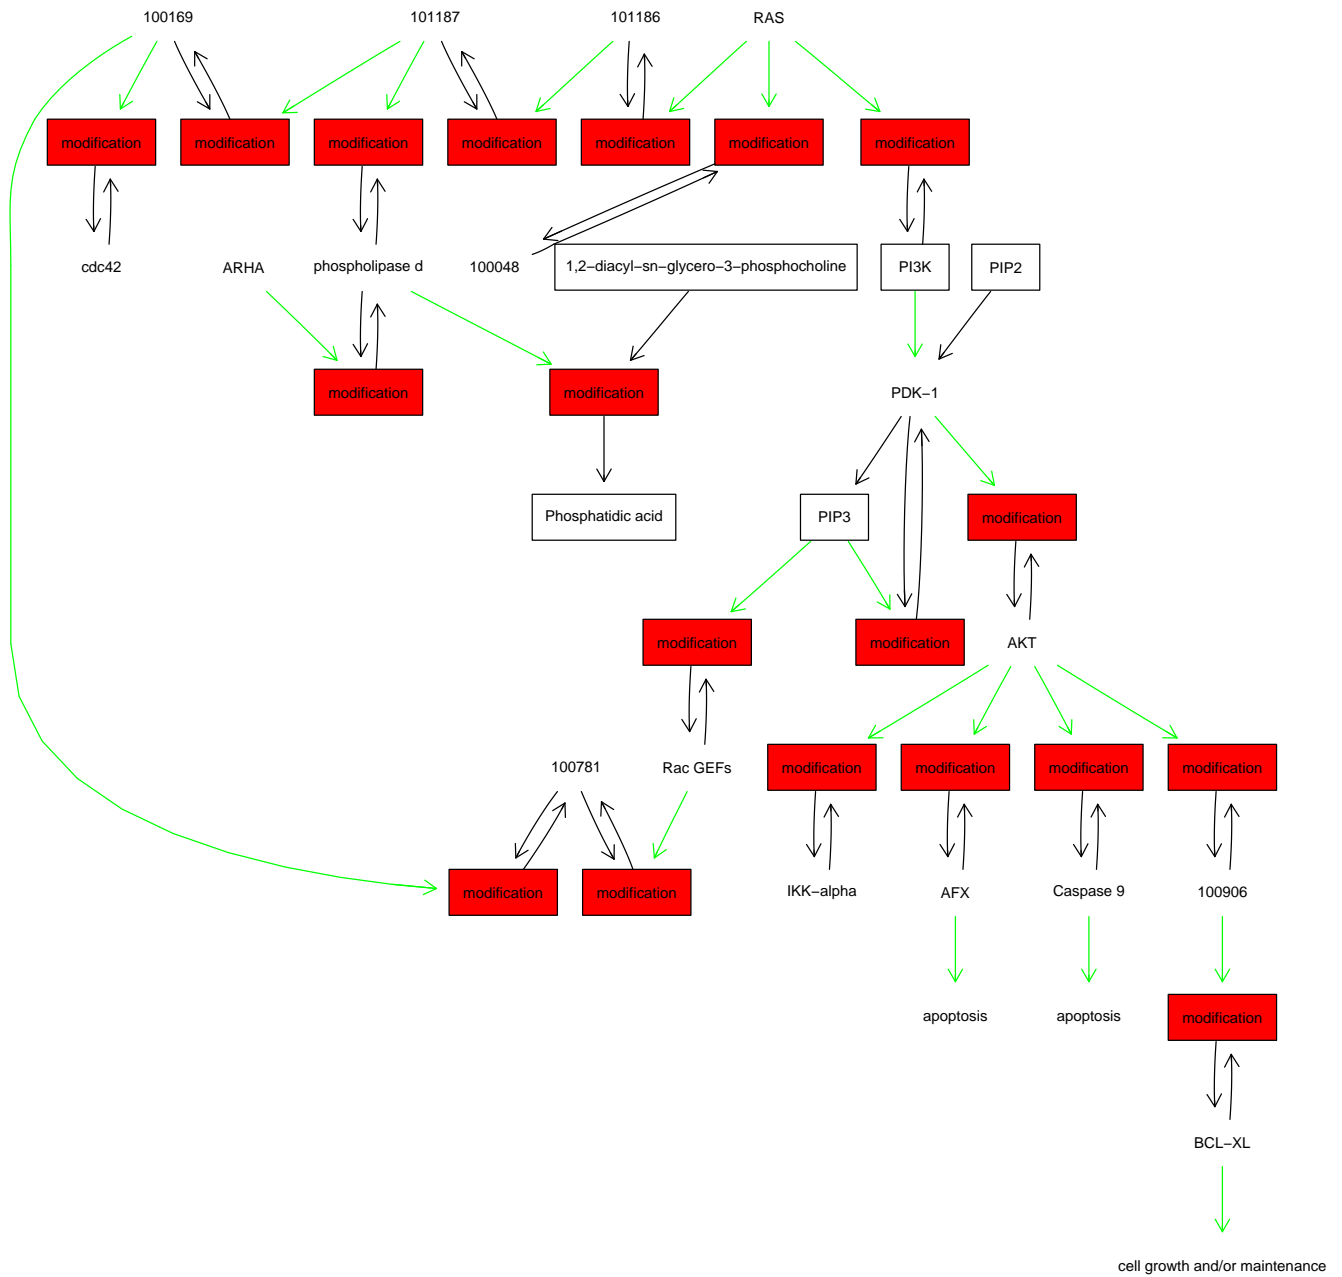 100169
101187
101186
RAS
modification
modification
modification
modification
modification
modification
modification
cdc42
ARHA
phospholipase d
100048
1,2−diacyl−sn−glycero−3−phosphocholine
PI3K
PIP2
modification
modification
PDK−1
Phosphatidic acid
PIP3
modification
modification
modification
AKT
100781
Rac GEFs
modification
modification
modification
modification
modification
modification
IKK−alpha
AFX
Caspase 9
100906
apoptosis
apoptosis
modification
BCL−XL
cell growth and/or maintenance